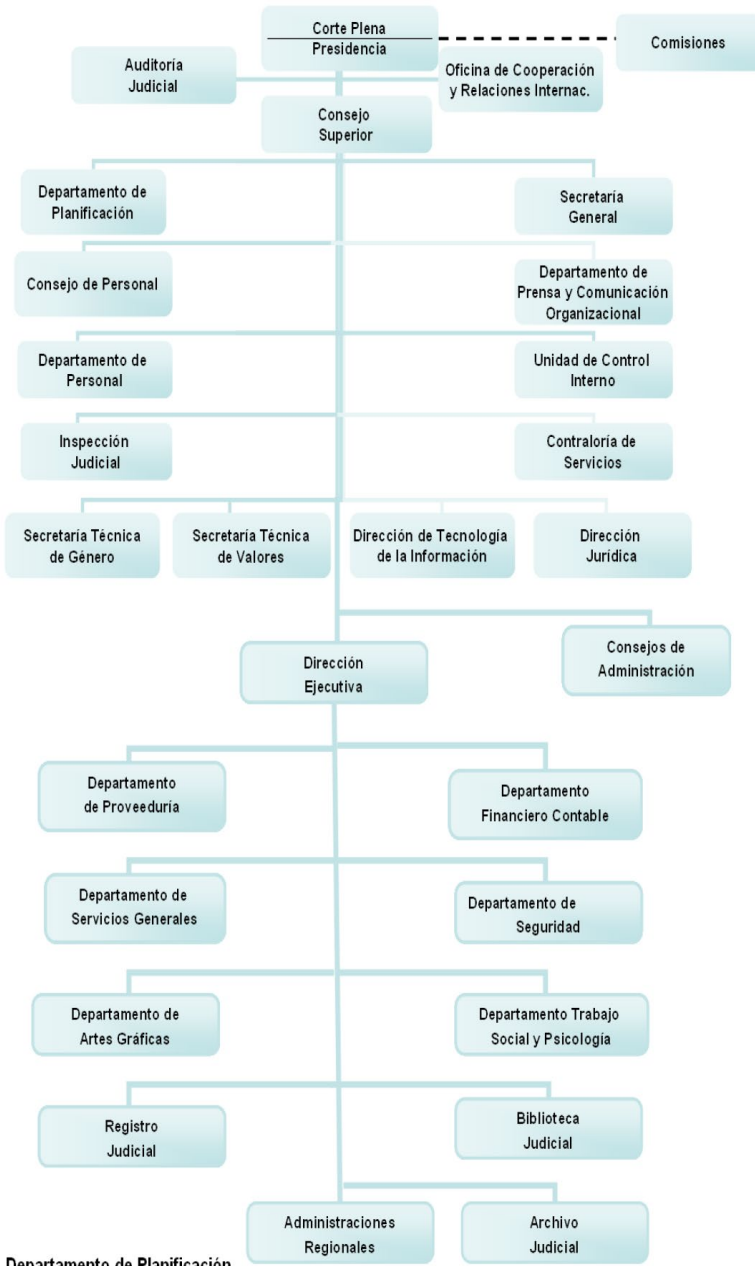 Corte Plena
Presidencia
Comisiones
Auditoría
Judicial
Oficina de Cooperación
y Relaciones Internac.
Consejo
Superior
Departamento de
Planificación
Secretaría
General
Consejo de Personal
Departamento de
Prensa y Comunicación
Organizacional
Departamento de
Personal
Unidad de Control
Interno
Inspección
Judicial
Contraloría de
Servicios
Secretaría Técnica
de Género
Secretaría Técnica
de Valores
Dirección de Tecnología
de la Información
Dirección
Jurídica
Consejos de
Administración
Dirección
Ejecutiva
Departamento
de Proveeduría
Departamento
Financiero Contable
Departamento de
Servicios Generales
Departamento de
Seguridad
Departamento de
Artes Gráficas
Departamento Trabajo
Social y Psicología
Registro
Judicial
Biblioteca
Judicial
Administraciones
Regionales
Archivo
Judicial
Departamento de Planificación